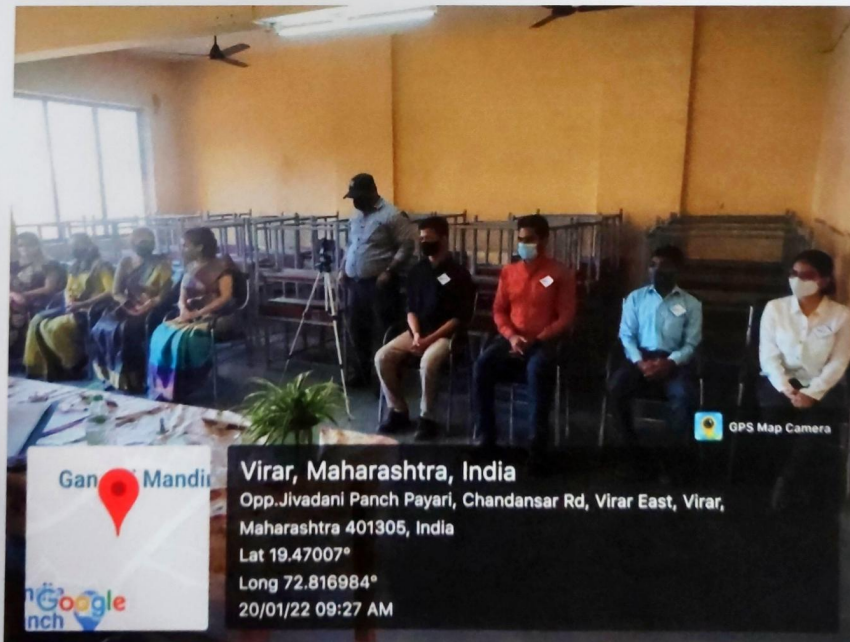 GPS Map Camera
Mandir
Virar, Maharashtra, India
Opp.Jivadani Panch Payari, Chandansar Rd, Virar East, Virar,
Maharashtra 401305, India
Lat 19.47007°
Long 72.816984°
20/01/22 09:27 AM
Google